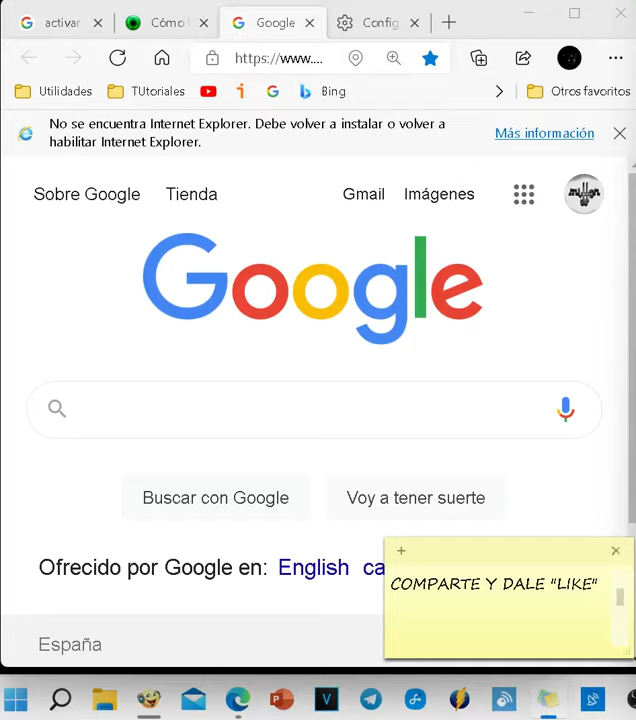 activar
Cómo
Google
Config
https://www....
Utilidades
TUtoriales
Bing
Otros favoritos
No se encuentra Internet Explorer. Debe volver a instalar o volver a
habilitar Internet Explorer.
Más información
Sobre Google
Tienda
Gmail
Imágenes
Google
Buscar con Google
Voy a tener suerte
Ofrecido por Google en: English ca
COMPARTE Y DALE "LIKE"
España